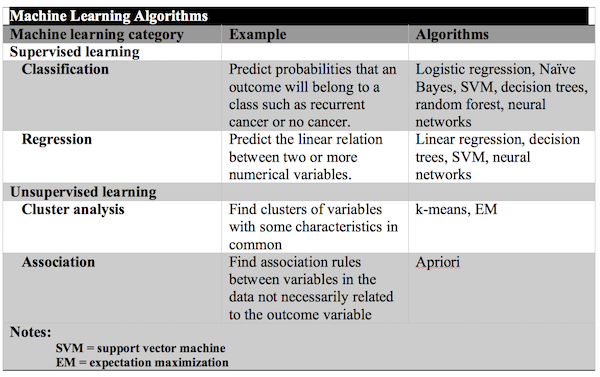 Machine Learning Algorithms
Machine learning category Example Algorithms
Supervised learning
Classification Predict probabilities that an Logistic regression, Naïve
outcome will belong to a Bayes, SVM, decision trees,
class such as recurrent random forest, neural
cancer or no cancer. networks
Regression Predict the linear relation Linear regression, decision
between two or more trees, SVM, neural
numerical variables. networks
Unsupervised learning
Cluster analysis Find clusters of variables k-means, EM
with some characteristics in
common
Association Find association rules Apriori
between variables in the
data not necessarily related
to the outcome variable
Notes:
SVM = support vector machine
EM = expectation maximization